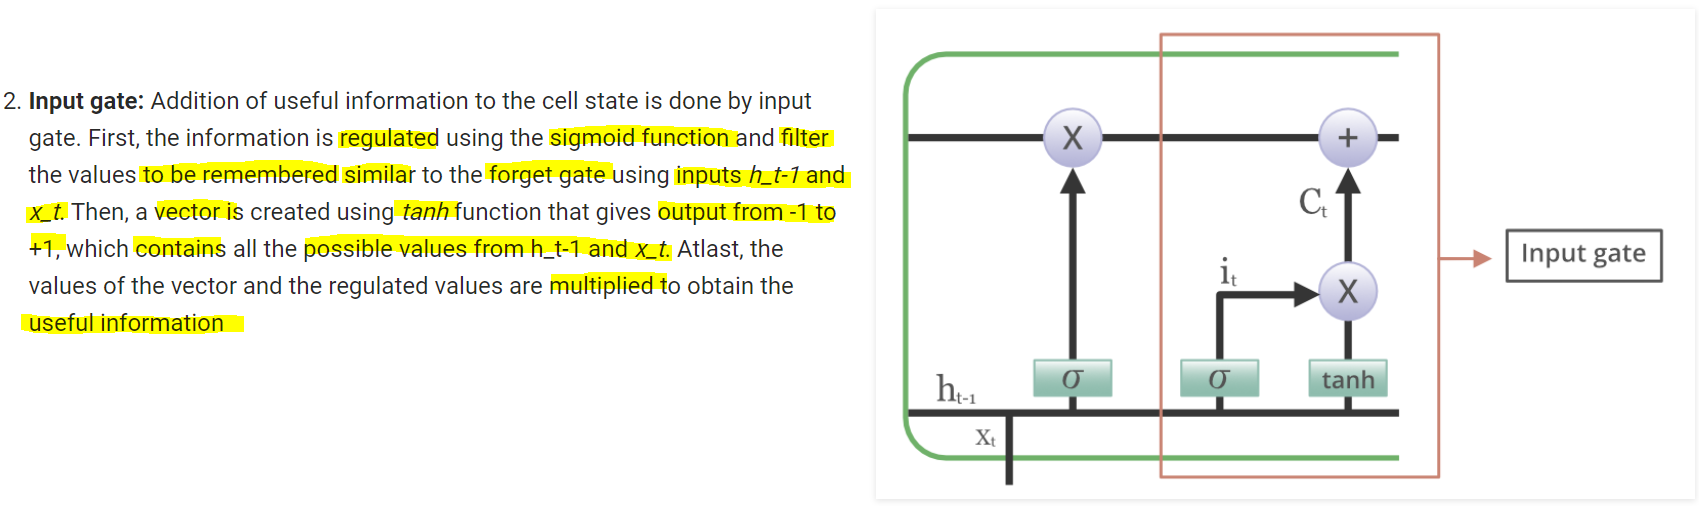 2. Input gate: Addition of useful information to the cell state is done by input
gate. First, the information is regulated using the sigmoid function and filter
the values to be remembered similar to the forget gate using inputs h_t-1 and
x_t. Then, a vector is created using tanh function that gives output from -1 to
+1, which contains all the possible values from h_t-1 and x_t. Atlast, the
values of the vector and the regulated values are multiplied to obtain the
useful information
X
+
Cₜ
iₜ
X
Input gate
σ
σ
tanh
hₜ₋₁
xₜ